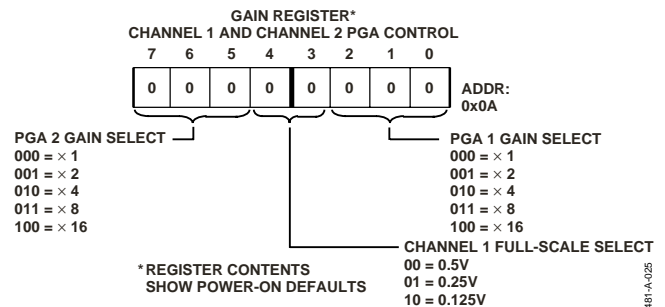 GAIN REGISTER*
CHANNEL 1 AND CHANNEL 2 PGA CONTROL
7 6 5 4 3 2 1 0
0 0 0 0 0 0 0 0
ADDR:
0x0A
PGA 2 GAIN SELECT
000 = × 1
001 = × 2
010 = × 4
011 = × 8
100 = × 16
PGA 1 GAIN SELECT
000 = × 1
001 = × 2
010 = × 4
011 = × 8
100 = × 16
CHANNEL 1 FULL-SCALE SELECT
00 = 0.5V
01 = 0.25V
10 = 0.125V
*REGISTER CONTENTS
SHOW POWER-ON DEFAULTS
481-A-025